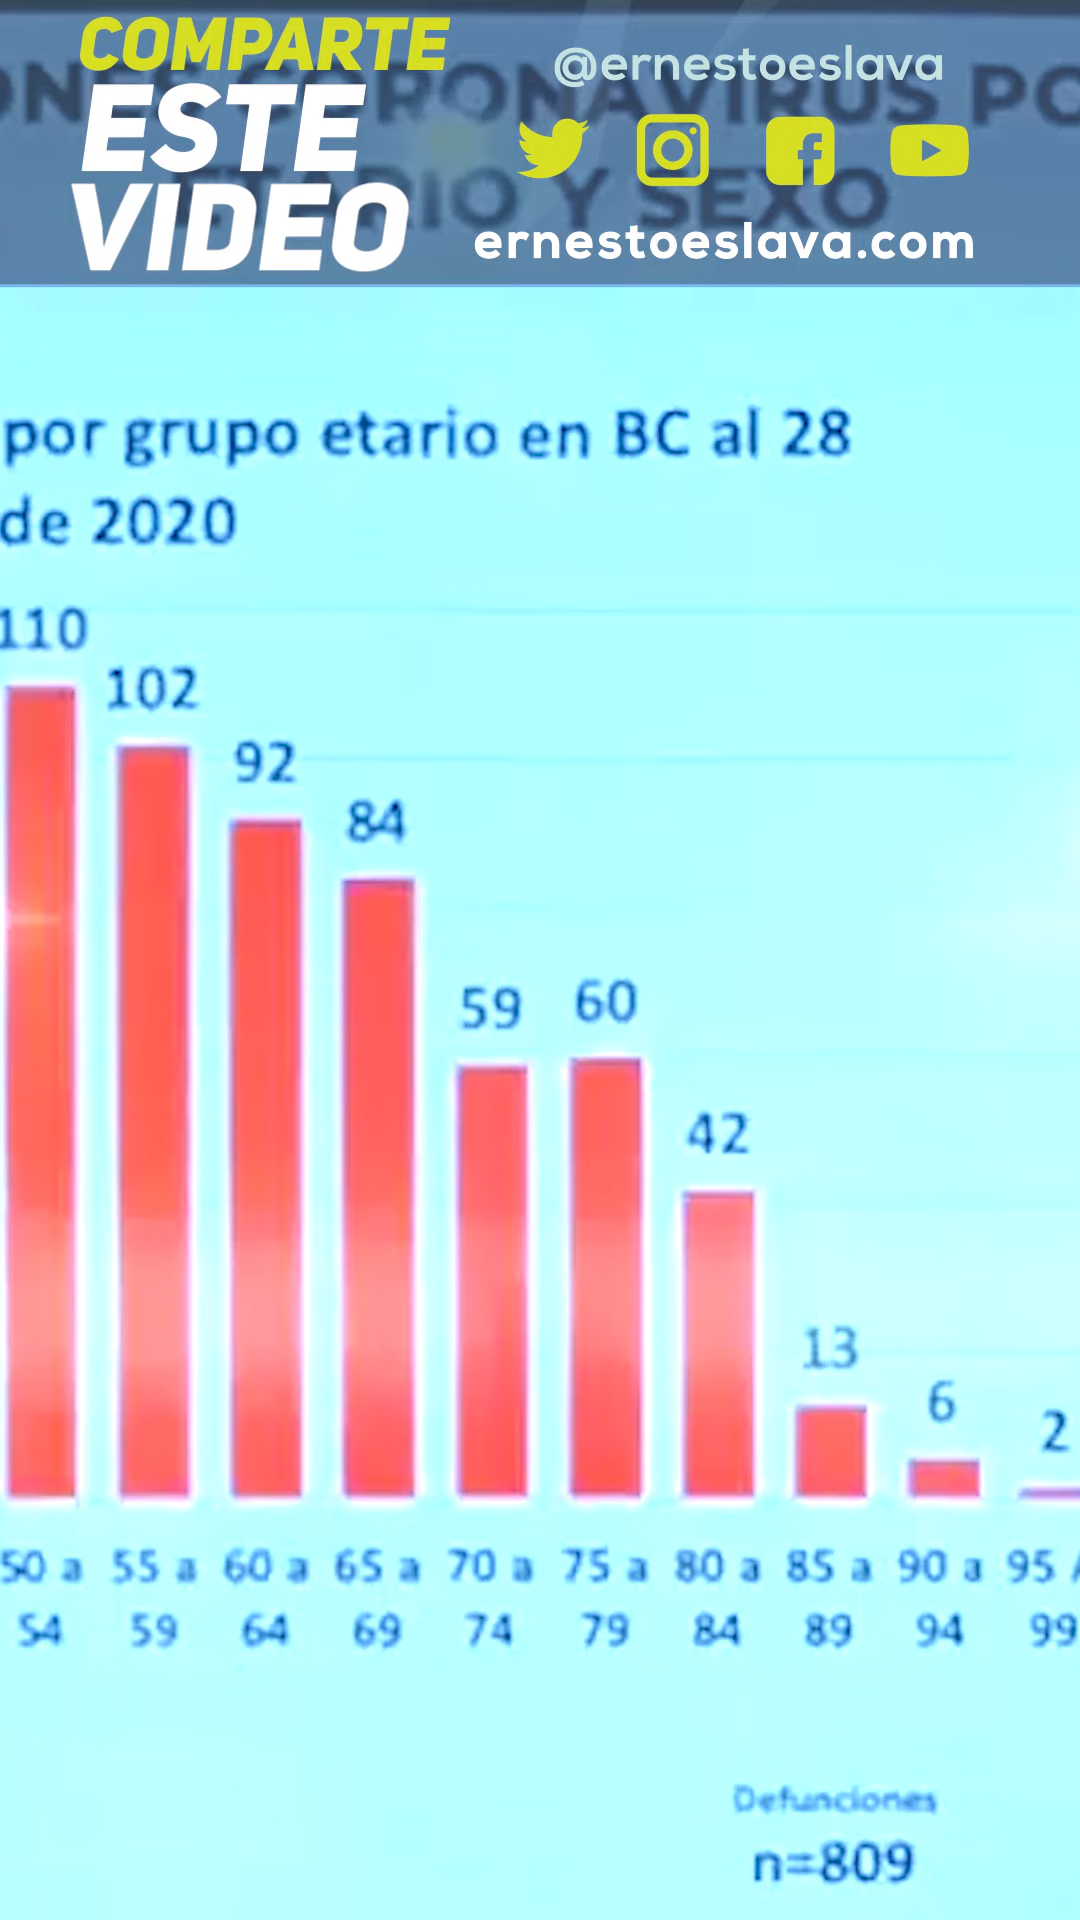 COMPARTE
ESTE
VIDEO
@ernestoeslava
ernestoeslava.com
CORONAVIRUS
Y SEXO
por grupo etario en BC al 28
de 2020
110
102
92
84
59
60
42
13
6
2
50 a 55 a 60 a 65 a 70 a 75 a 80 a 85 a 90 a 95
54 59 64 69 74 79 84 89 94 99
Defunciones
n=809